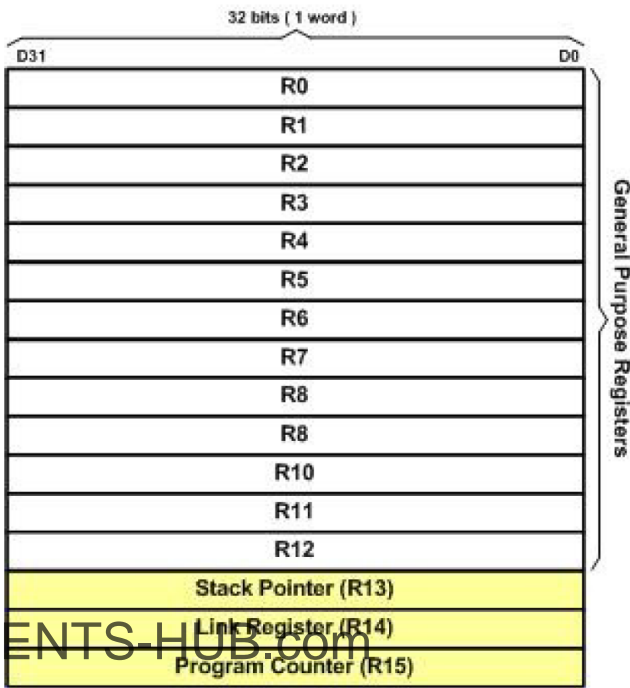 32 bits ( 1 word )
D31 D0
R0
R1
R2
R3
R4
R5
R6
R7
R8
R8
R10
R11
R12
General Purpose Registers
Stack Pointer (R13)
Link Register (R14)
ENTS-HUB.com
Program Counter (R15)